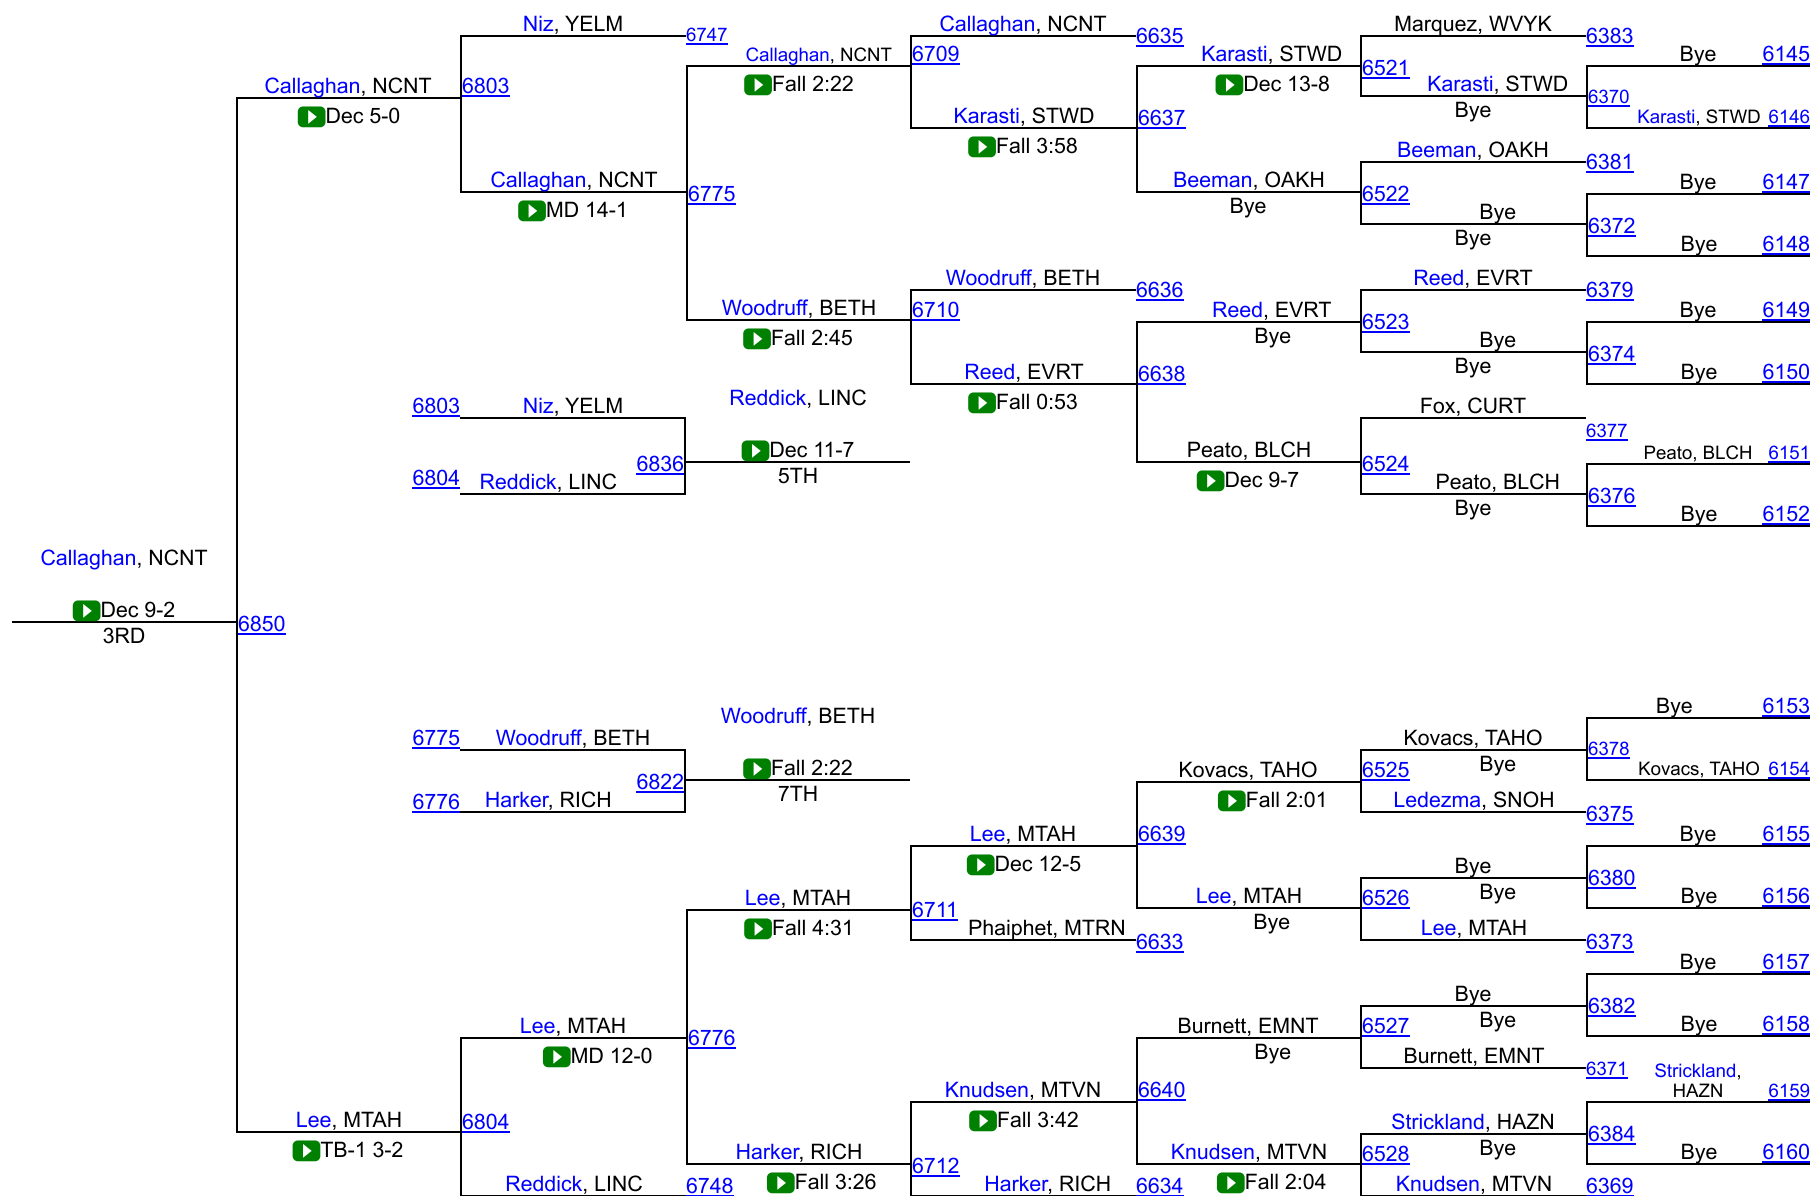 Niz, YELM
6747
Callaghan, NCNT
6635
Marquez, WVYK
6383
Bye
6145
Callaghan, NCNT
6709
Karasti, STWD
6521
Fall 2:22
Dec 13-8
Callaghan, NCNT
6803
Karasti, STWD
6370
Dec 5-0
Bye
Karasti, STWD
6637
Karasti, STWD 6146
Fall 3:58
Beeman, OAKH
6381
Callaghan, NCNT
6775
Beeman, OAKH
6522
Bye
6147
MD 14-1
Bye
Bye
6372
Bye
Bye
6148
Woodruff, BETH
6636
Reed, EVRT
6379
Woodruff, BETH
6710
Reed, EVRT
6523
Bye
6149
Fall 2:45
Bye
Bye
6374
Bye
Reed, EVRT
6638
Bye
6150
Fall 0:53
Reddick, LINC
6803
Niz, YELM
Fox, CURT
6377
Dec 11-7
Peato, BLCH
6524
Peato, BLCH 6151
6836
5TH
Dec 9-7
6804
Reddick, LINC
Peato, BLCH
6376
Bye
Bye
6152
Callaghan, NCNT
Dec 9-2
6850
3RD
Bye
6153
Woodruff, BETH
6775
Woodruff, BETH
Kovacs, TAHO
6378
Bye
Fall 2:22
Kovacs, TAHO
6525
Kovacs, TAHO 6154
6822
7TH
6776
Harker, RICH
Fall 2:01
Ledezma, SNOH
6375
Lee, MTAH
6639
Bye
6155
Dec 12-5
Bye
6380
Bye
Lee, MTAH
6711
Lee, MTAH
6526
Bye
6156
Fall 4:31
Bye
Phaiphet, MTRN
6633
Lee, MTAH
6373
Bye
6157
Bye
6382
Bye
Lee, MTAH
6776
Burnett, EMNT
6527
Bye
6158
MD 12-0
Bye
Burnett, EMNT
6371
Strickland,
HAZN
6159
Knudsen, MTVN
6640
Fall 3:42
Lee, MTAH
6804
Strickland, HAZN
6384
Bye
TB-1 3-2
Harker, RICH
6712
Knudsen, MTVN
6528
Bye
6160
Fall 3:26
Fall 2:04
Reddick, LINC
6748
Harker, RICH
6634
Knudsen, MTVN
6369